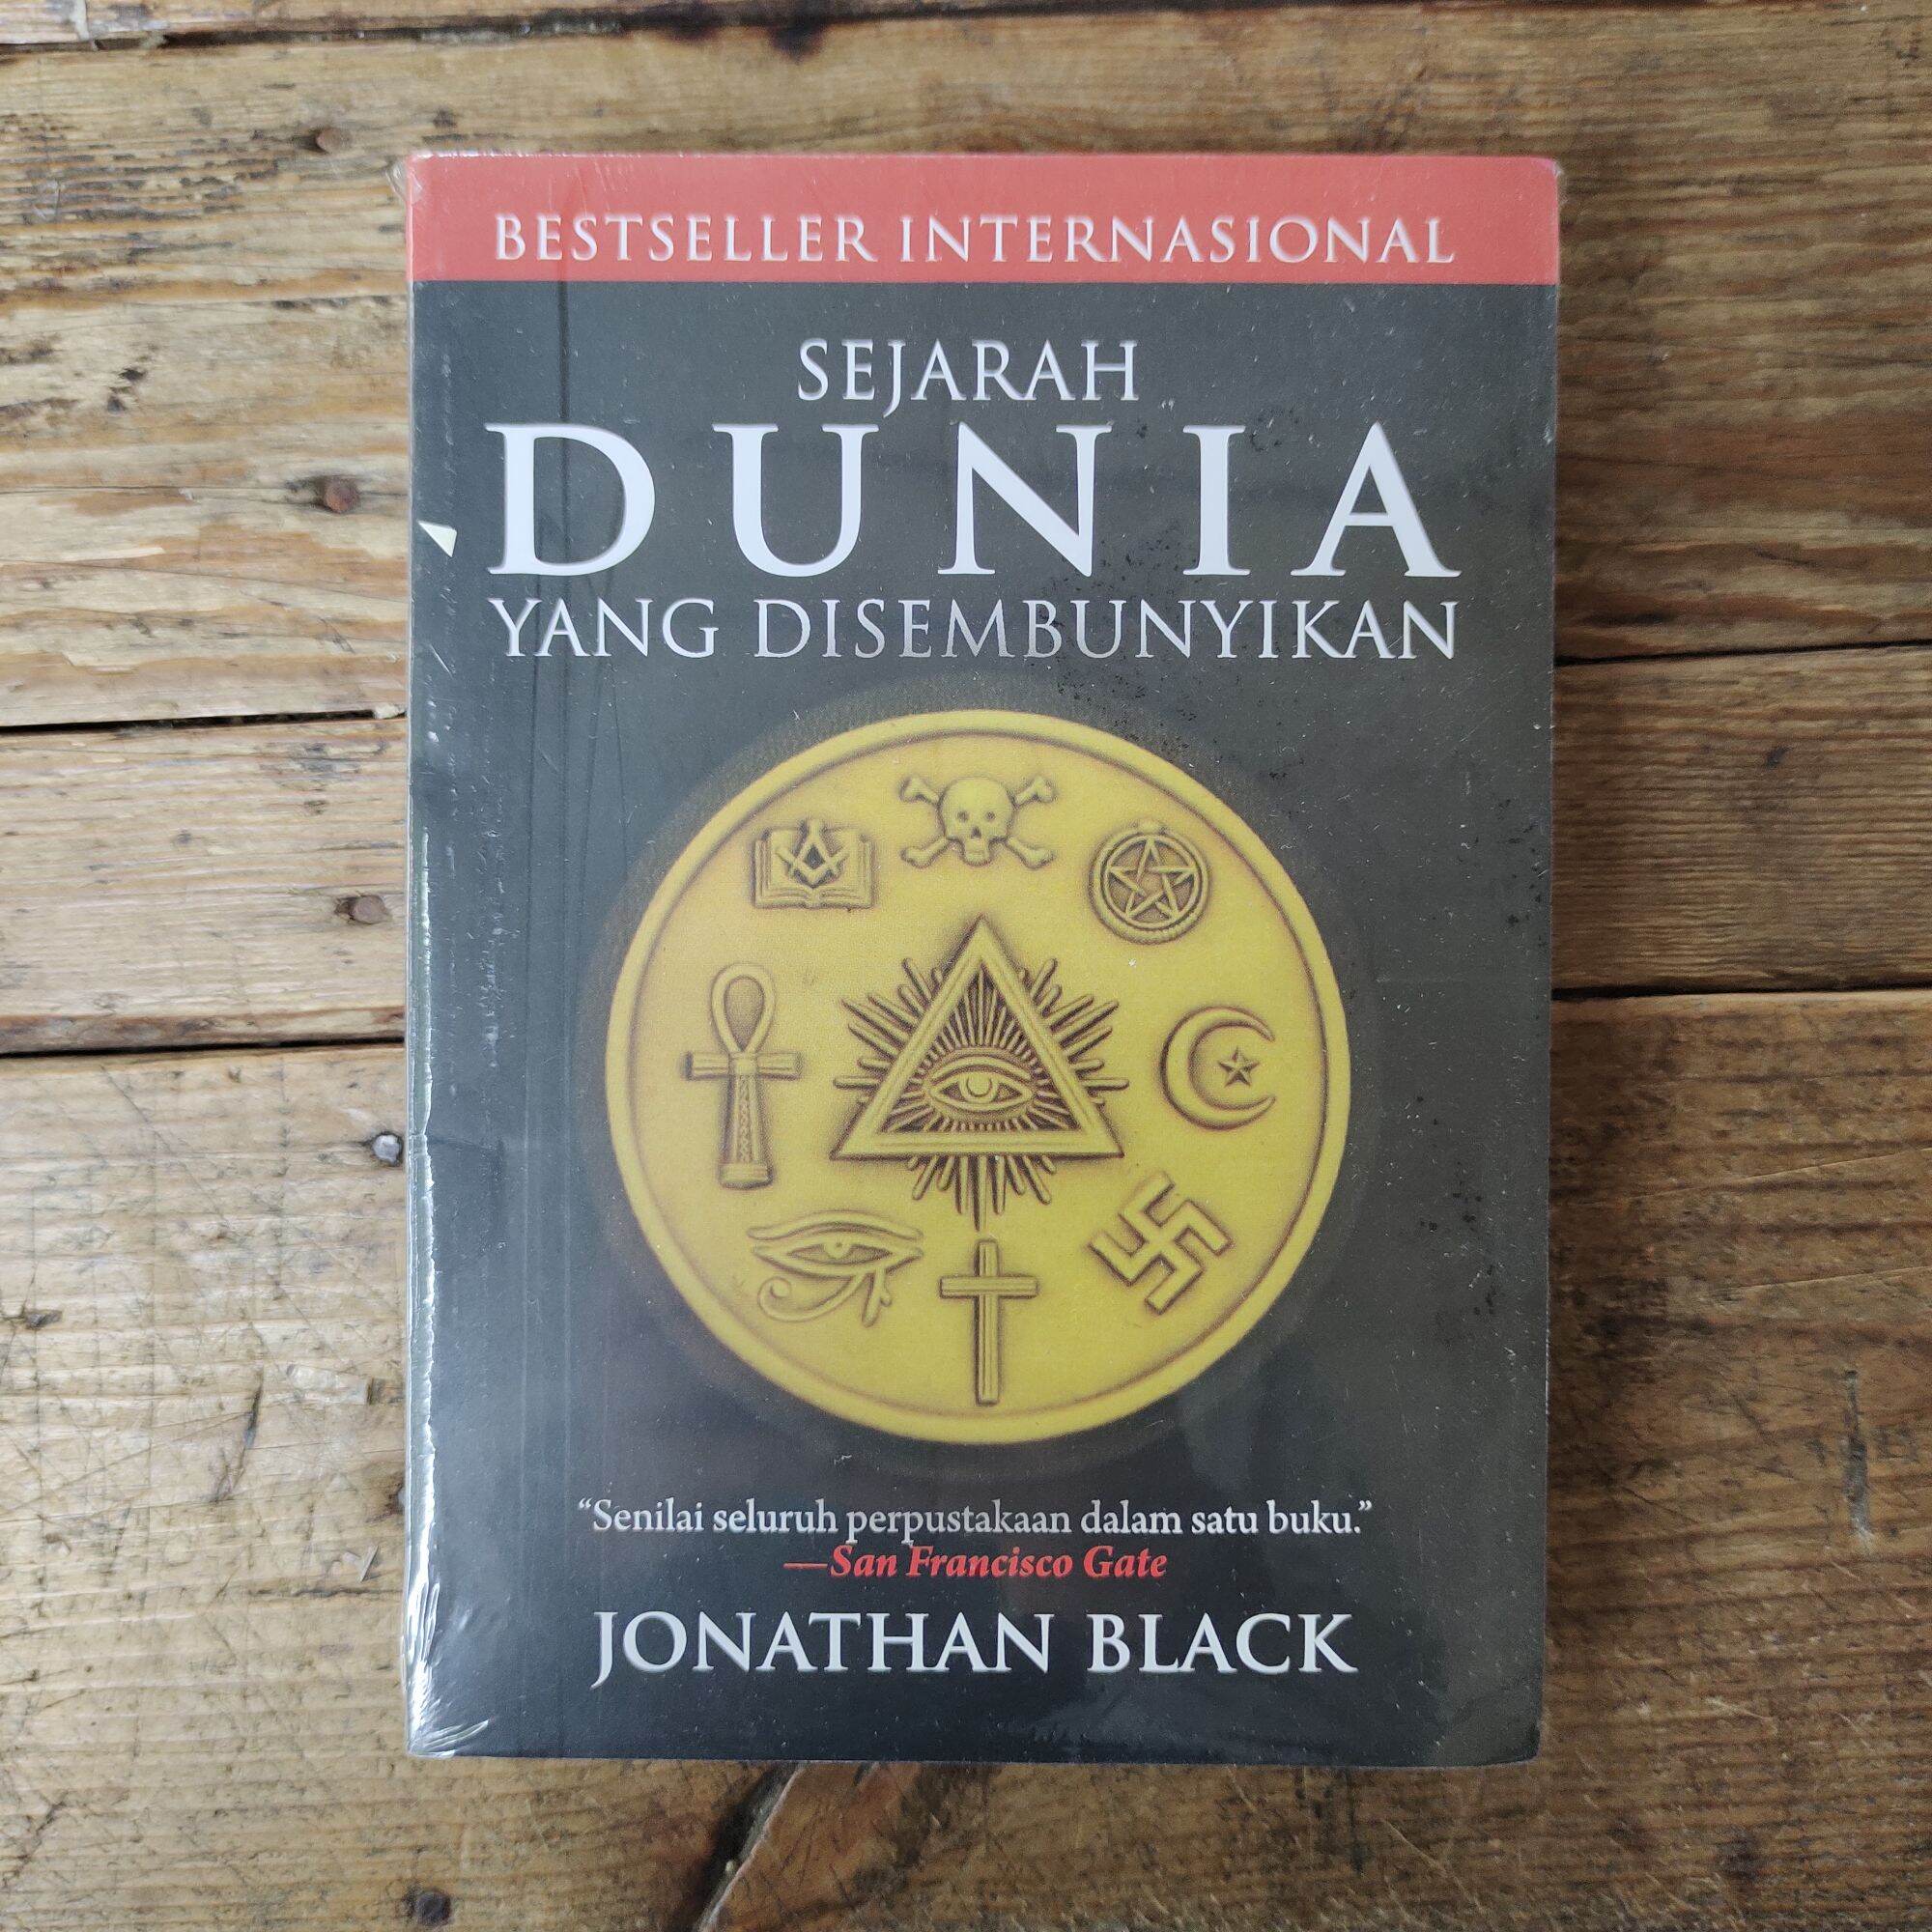 BESTSELLER INTERNASIONAL
SEJARAH
DUNIA
YANG DISEMBUNYIKAN
“Senilai seluruh perpustakaan dalam satu buku.”
—San Francisco Gate
JONATHAN BLACK